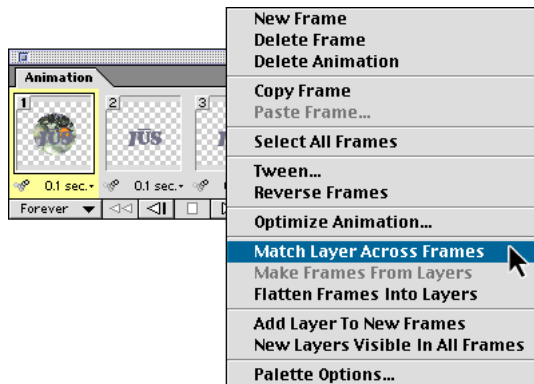 New Frame
Delete Frame
Delete Animation
Copy Frame
Paste Frame...
Select All Frames
Tween...
Reverse Frames
Optimize Animation...
Match Layer Across Frames
Make Frames From Layers
Flatten Frames Into Layers
Add Layer To New Frames
New Layers Visible In All Frames
Palette Options...
Animation
1
2
3
IUS
IUS
0.1 sec.
0.1 sec.
Forever